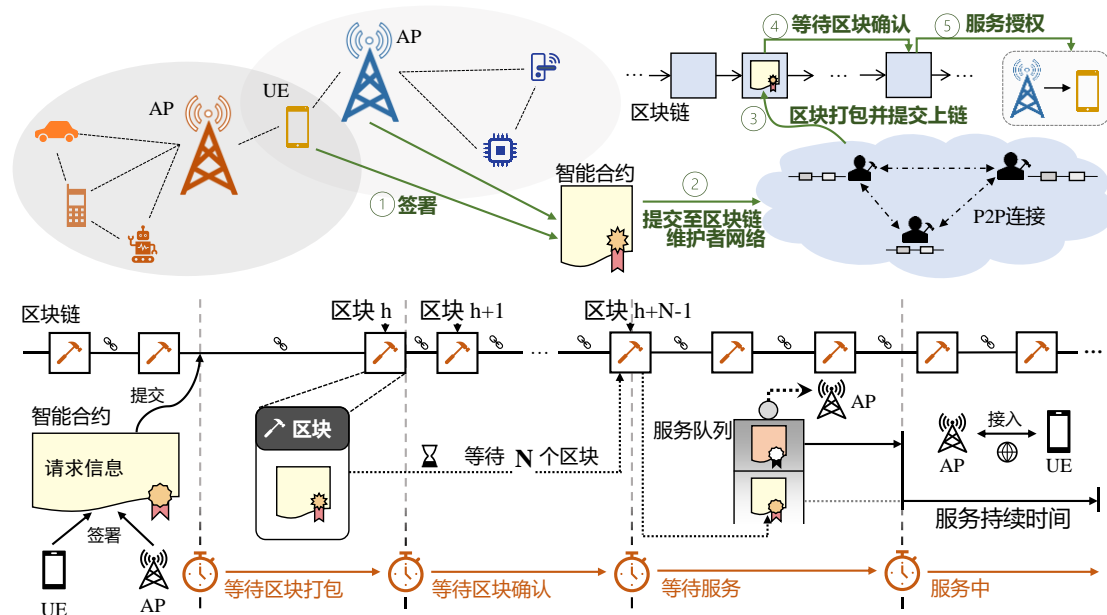 AP
UE
AP
④ 等待区块确认
⑤ 服务授权
...
...
...
区块链
③ 区块打包并提交上链
智能合约
① 签署
②
提交至区块链
维护者网络
P2P连接
区块链
区块 h
区块 h+1
区块 h+N-1
...
...
提交
智能合约
请求信息
签署
UE
AP
区块
等待 N 个区块
服务队列
AP
接入
AP
UE
服务持续时间
等待区块打包
等待区块确认
等待服务
服务中